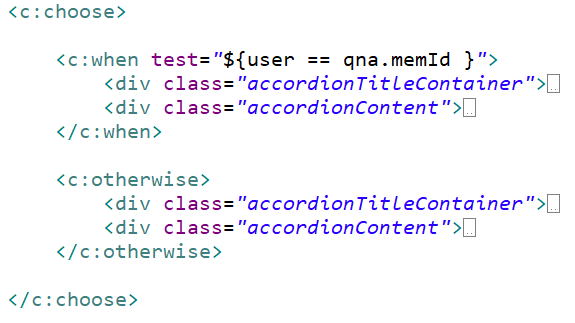 <c:choose>
<c:when test="${user == qna.memId }">
<div class="accordionTitleContainer">..
<div class="accordionContent">..
</c:when>
<c:otherwise>
<div class="accordionTitleContainer">..
<div class="accordionContent">..
</c:otherwise>
</c:choose>